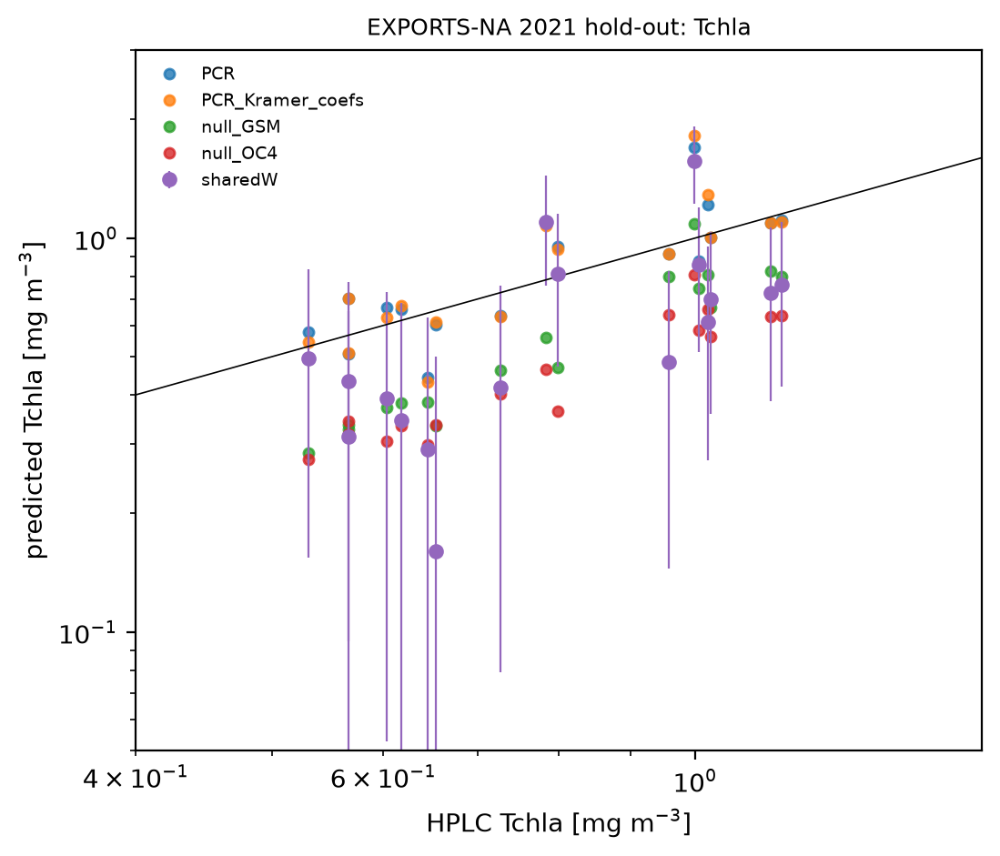 EXPORTS-NA 2021 hold-out: Tchla
PCR
PCR_Kramer_coefs
null_GSM
null_OC4
sharedW
predicted Tchla [mg m⁻³]
10⁰
10⁻¹
4 × 10⁻¹
6 × 10⁻¹
10⁰
HPLC Tchla [mg m⁻³]